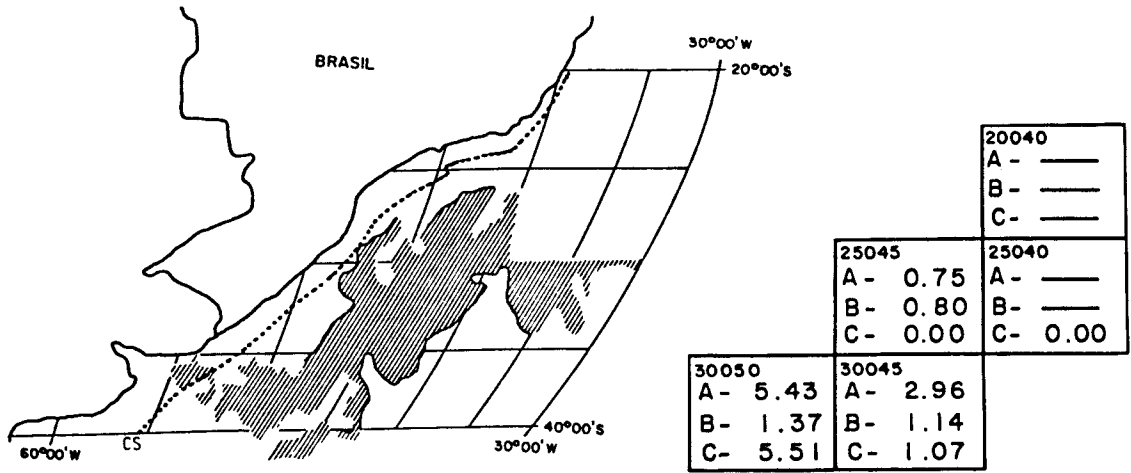 BRASIL
30°00'W
20°00's
40°00's
30°00'W
60°00'W
CS
20040
A - —
B - —
C- —
25045
A- 0.75
B- 0.80
C- 0.00
25040
A- —
B- —
C- 0.00
30050
A- 5.43
B- 1.37
C- 5.51
30045
A- 2.96
B- 1.14
C- 1.07